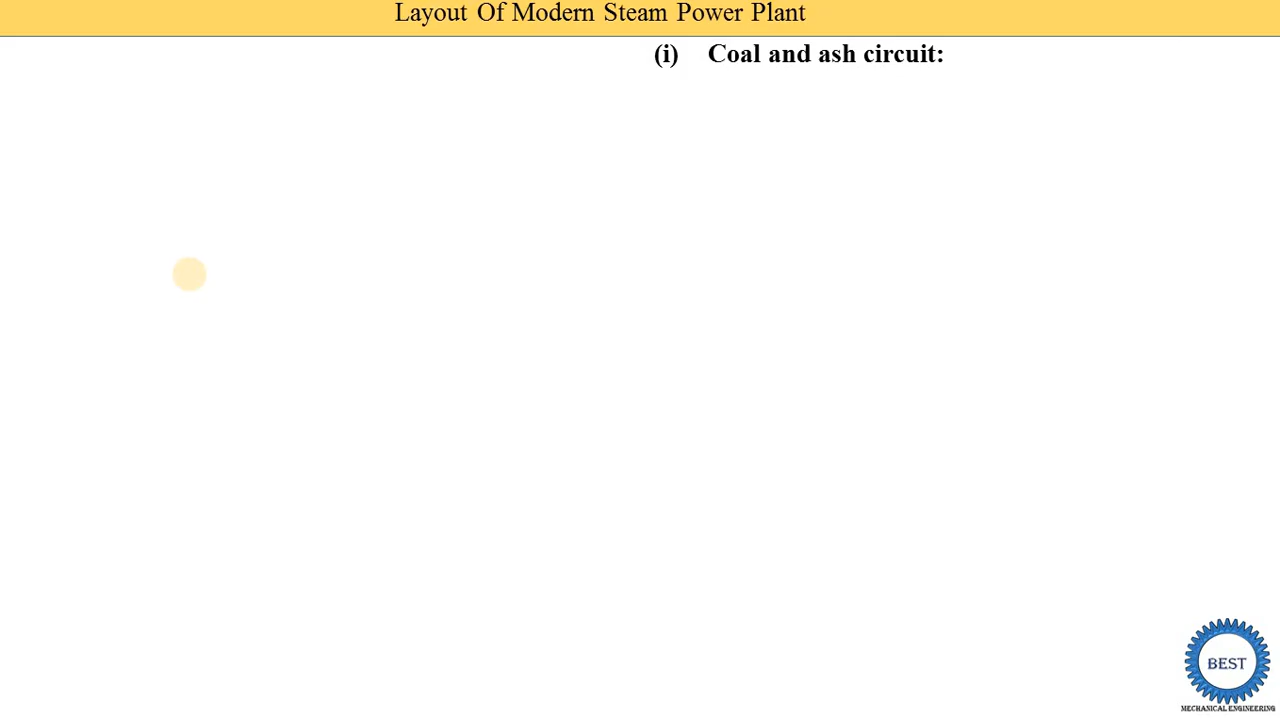 Layout Of Modern Steam Power Plant
(i) Coal and ash circuit:
BEST
MECHANICAL ENGINEERING